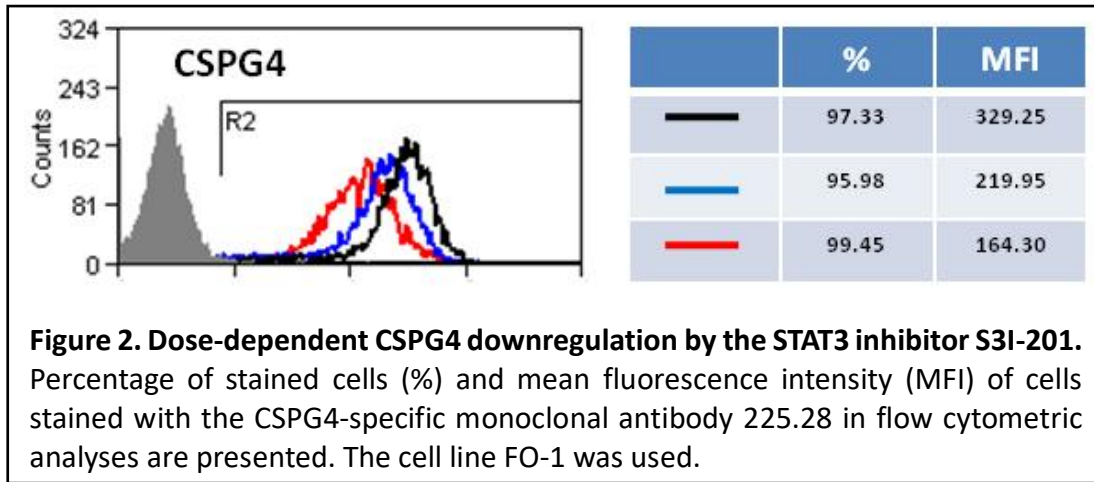 324
243
162
81
0
Counts
CSPG4
R2
% MFI
97.33 329.25
95.98 219.95
99.45 164.30
Figure 2. Dose-dependent CSPG4 downregulation by the STAT3 inhibitor S3I-201.
Percentage of stained cells (%) and mean fluorescence intensity (MFI) of cells
stained with the CSPG4-specific monoclonal antibody 225.28 in flow cytometric
analyses are presented. The cell line FO-1 was used.